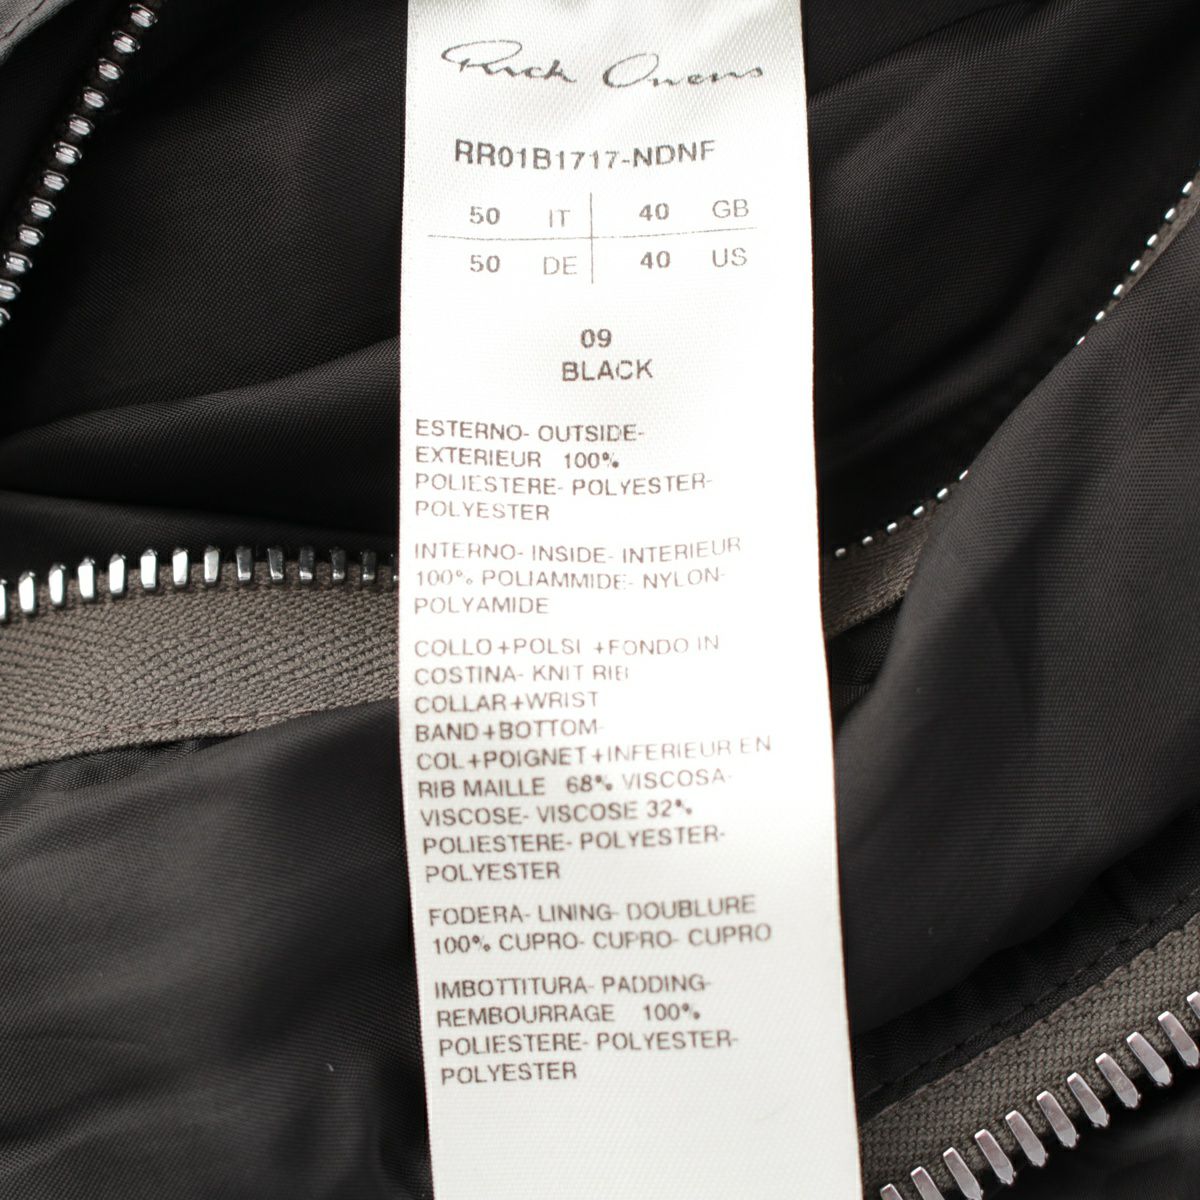 Rick Owens
RR01B1717-NDNF
50 IT 40 GB
50 DE 40 US
09
BLACK
ESTERNO- OUTSIDE-
EXTERIEUR 100%
POLIESTERE- POLYESTER-
POLYESTER
INTERNO- INSIDE- INTERIEUR
100% POLIAMMIDE- NYLON-
POLYAMIDE
COLLO+POLSI +FONDO IN
COSTINA- KNIT RIB
COLLAR+WRIST
BAND+BOTTOM-
COL+POIGNET+INFERIEUR EN
RIB MAILLE 68% VISCOSA-
VISCOSE- VISCOSE 32%
POLIESTERE- POLYESTER-
POLYESTER
FODERA- LINING- DOUBLURE
100% CUPRO- CUPRO- CUPRO
IMBOTTITURA- PADDING-
REMBOURRAGE 100%
POLIESTERE- POLYESTER-
POLYESTER